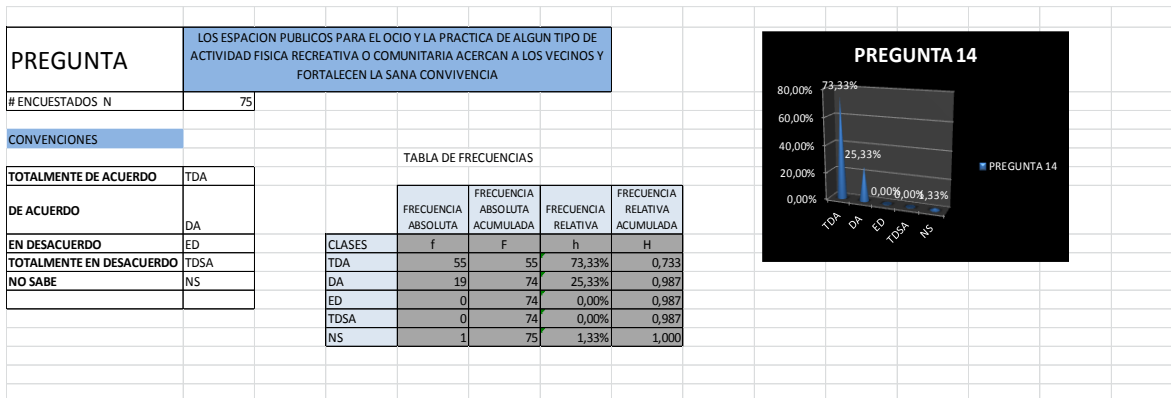 PREGUNTA
LOS ESPACION PUBLICOS PARA EL OCIO Y LA PRACTICA DE ALGUN TIPO DE
ACTIVIDAD FISICA RECREATIVA O COMUNITARIA ACERCAN A LOS VECINOS Y
FORTALECEN LA SANA CONVIVENCIA
# ENCUESTADOS N 75
CONVENCIONES
TOTALMENTE DE ACUERDO TDA
DE ACUERDO DA
EN DESACUERDO ED
TOTALMENTE EN DESACUERDO TDSA
NO SABE NS
TABLA DE FRECUENCIAS
FRECUENCIA ABSOLUTA
FRECUENCIA ABSOLUTA ACUMULADA
FRECUENCIA RELATIVA
FRECUENCIA RELATIVA ACUMULADA
CLASES f F h H
TDA 55 55 73,33% 0,733
DA 19 74 25,33% 0,987
ED 0 74 0,00% 0,987
TDSA 0 74 0,00% 0,987
NS 1 75 1,33% 1,000
PREGUNTA 14
80,00%
60,00%
40,00%
20,00%
0,00%
73,33%
25,33%
0,00%
0,00%
1,33%
TDA
DA
ED
TDSA
NS
PREGUNTA 14